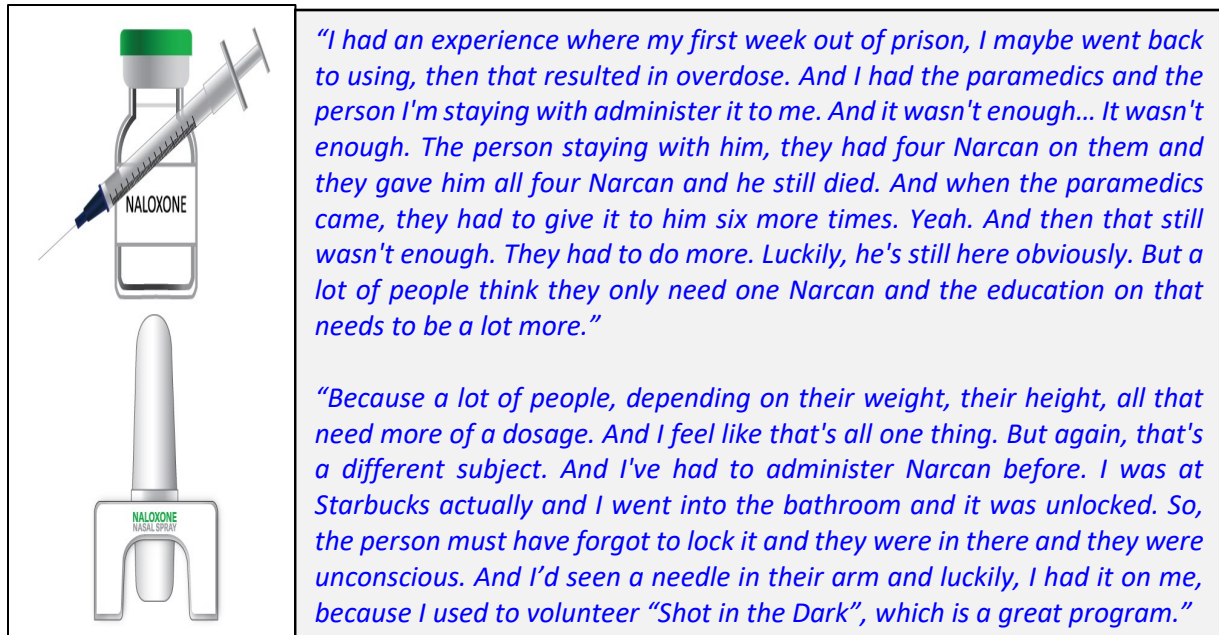 NALOXONE
NALOXONE
NASAL SPRAY
“I had an experience where my first week out of prison, I maybe went back
to using, then that resulted in overdose. And I had the paramedics and the
person I'm staying with administer it to me. And it wasn't enough… It wasn't
enough. The person staying with him, they had four Narcan on them and
they gave him all four Narcan and he still died. And when the paramedics
came, they had to give it to him six more times. Yeah. And then that still
wasn't enough. They had to do more. Luckily, he's still here obviously. But a
lot of people think they only need one Narcan and the education on that
needs to be a lot more.”
“Because a lot of people, depending on their weight, their height, all that
need more of a dosage. And I feel like that's all one thing. But again, that's
a different subject. And I've had to administer Narcan before. I was at
Starbucks actually and I went into the bathroom and it was unlocked. So,
the person must have forgot to lock it and they were in there and they were
unconscious. And I’d seen a needle in their arm and luckily, I had it on me,
because I used to volunteer “Shot in the Dark”, which is a great program.”